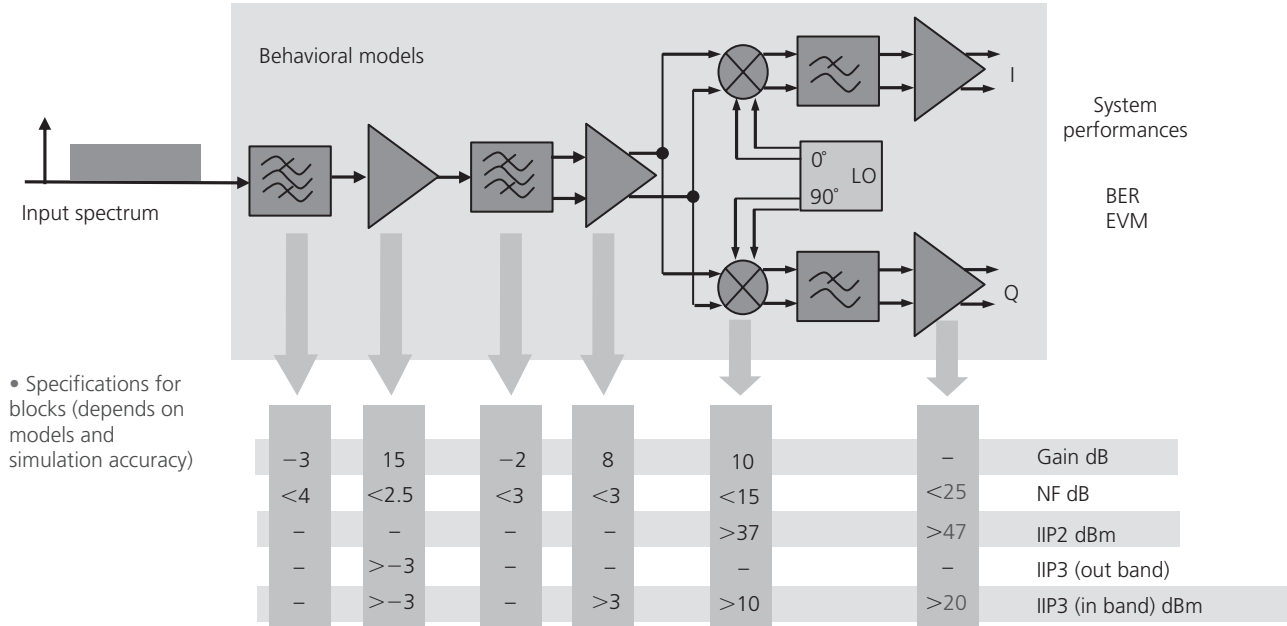 Behavioral models
I
System
performances
0°
LO
90°
BER
EVM
Input spectrum
Q
• Specifications for
blocks (depends on
models and
simulation accuracy)
−3 15 −2 8 10 – Gain dB
<4 <2.5 <3 <3 <15 <25 NF dB
– – – – >37 >47 IIP2 dBm
– >−3 – – – – IIP3 (out band)
– >−3 – >3 >10 >20 IIP3 (in band) dBm